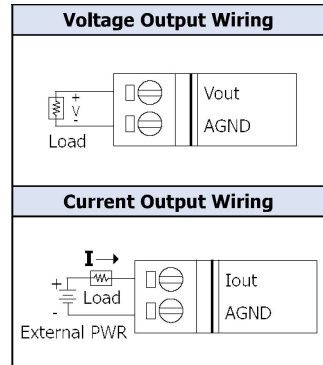 Voltage Output Wiring
+
V
-
Load
Vout
AGND
Current Output Wiring
I
+
-
Load
External PWR
Iout
AGND